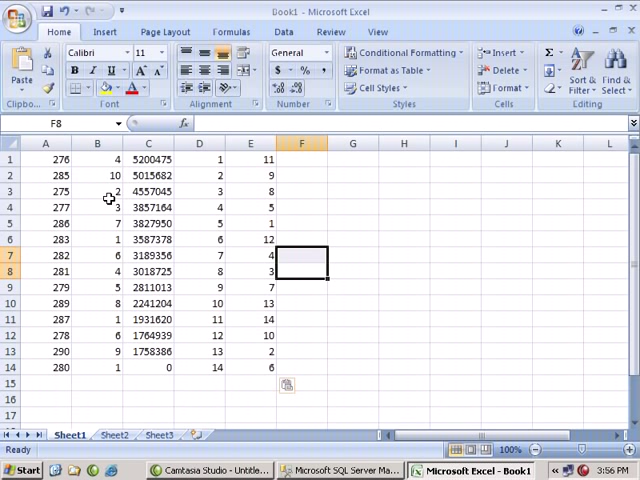 Book1 - Microsoft Excel
Home Insert Page Layout Formulas Data Review View
Paste
Calibri 11
B I U A A
General
$ % ,
Conditional Formatting
Format as Table
Cell Styles
Insert
Delete
Format
Σ
Sort & Filter
Find & Select
Clipbo... Font Alignment Number Styles Cells Editing
F8 fx
A B C D E F G H I J K L
1 276 4 5200475 1 11
2 285 10 5015682 2 9
3 275 2 4557045 3 8
4 277 3 3857164 4 5
5 286 7 3827950 5 1
6 283 1 3587378 6 12
7 282 6 3189356 7 4
8 281 4 3018725 8 3
9 279 5 2811013 9 7
10 289 8 2241204 10 13
11 287 1 1931620 11 14
12 278 6 1764939 12 10
13 290 9 1758386 13 2
14 280 1 0 14 6
15
16
17
Sheet1 Sheet2 Sheet3
Ready 100%
Start Camtasia Studio - Untitle... Microsoft SQL Server Ma... Microsoft Excel - Book1 « 3:56 PM